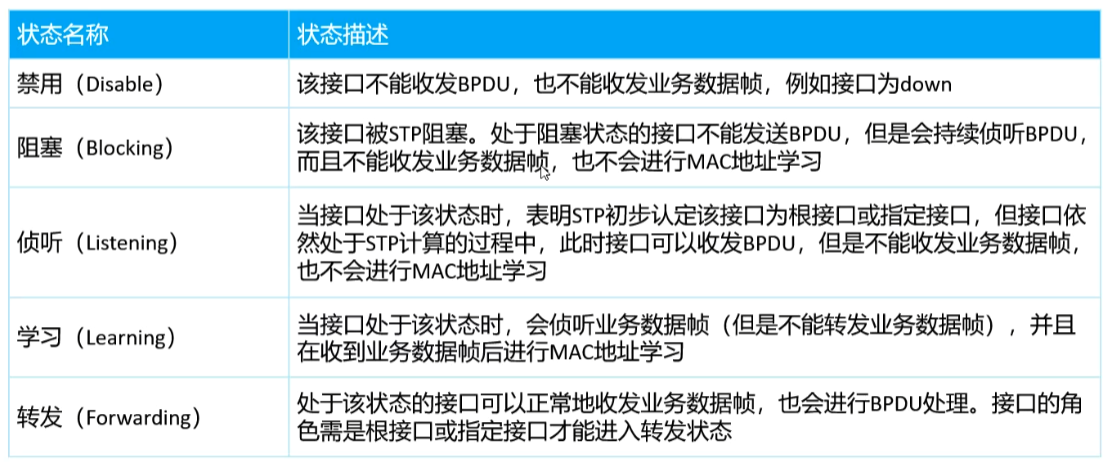 状态名称
状态描述
禁用（Disable）
该接口不能收发BPDU，也不能收发业务数据帧，例如接口为down
阻塞（Blocking）
该接口被STP阻塞。处于阻塞状态的接口不能发送BPDU，但是会持续侦听BPDU，
而且不能收发业务数据帧，也不会进行MAC地址学习
侦听（Listening）
当接口处于该状态时，表明STP初步认定该接口为根接口或指定接口，但接口依
然处于STP计算的过程中，此时接口可以收发BPDU，但是不能收发业务数据帧，
也不会进行MAC地址学习
学习（Learning）
当接口处于该状态时，会侦听业务数据帧（但是不能转发业务数据帧），并且
在收到业务数据帧后进行MAC地址学习
转发（Forwarding）
处于该状态的接口可以正常地收发业务数据帧，也会进行BPDU处理。接口的角
色需是根接口或指定接口才能进入转发状态